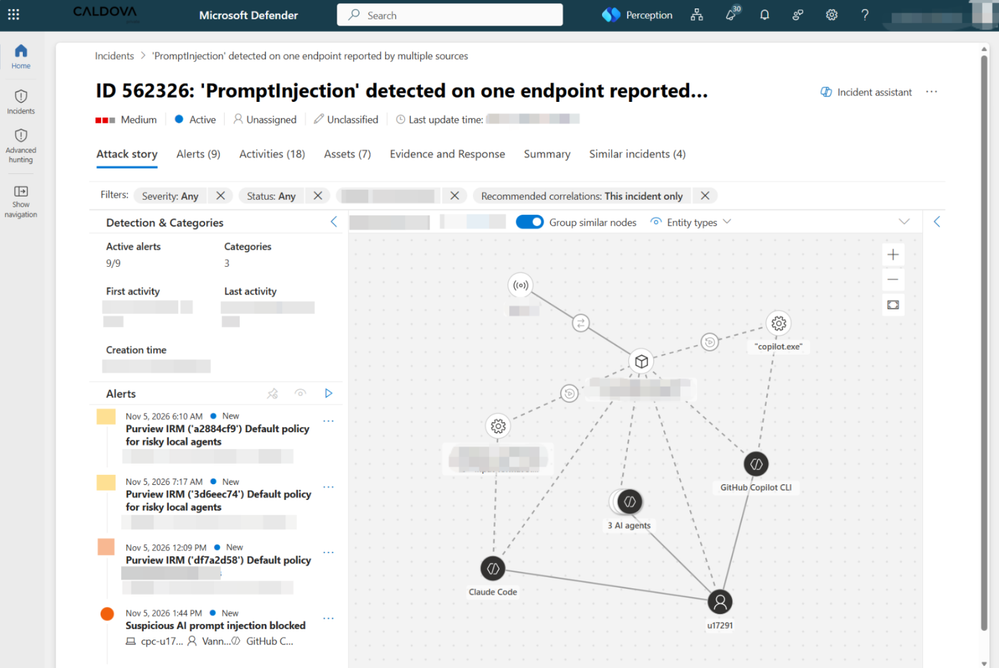 CALDOVA
Microsoft Defender
Search
Perception
30
?
Home
Incidents
Advanced
hunting
Show
navigation
Incidents > 'PromptInjection' detected on one endpoint reported by multiple sources
ID 562326: 'PromptInjection' detected on one endpoint reported...
Incident assistant ...
Medium
Active
Unassigned
Unclassified
Last update time:
Attack story
Alerts (9)
Activities (18)
Assets (7)
Evidence and Response
Summary
Similar incidents (4)
Filters:
Severity: Any
Status: Any
Recommended correlations: This incident only
Detection & Categories
Active alerts
9/9
Categories
3
First activity
Last activity
Creation time
Alerts
Nov 5, 2026 6:10 AM New
Purview IRM ('a2884cf9') Default policy
for risky local agents
Nov 5, 2026 7:17 AM New
Purview IRM ('3d6eec74') Default policy
for risky local agents
Nov 5, 2026 12:09 PM New
Purview IRM ('df7a2d58') Default policy
Nov 5, 2026 1:44 PM New
Suspicious AI prompt injection blocked
cpc-u17... Vann... GitHub C...
Group similar nodes
Entity types
"copilot.exe"
GitHub Copilot CLI
3 AI agents
Claude Code
u17291